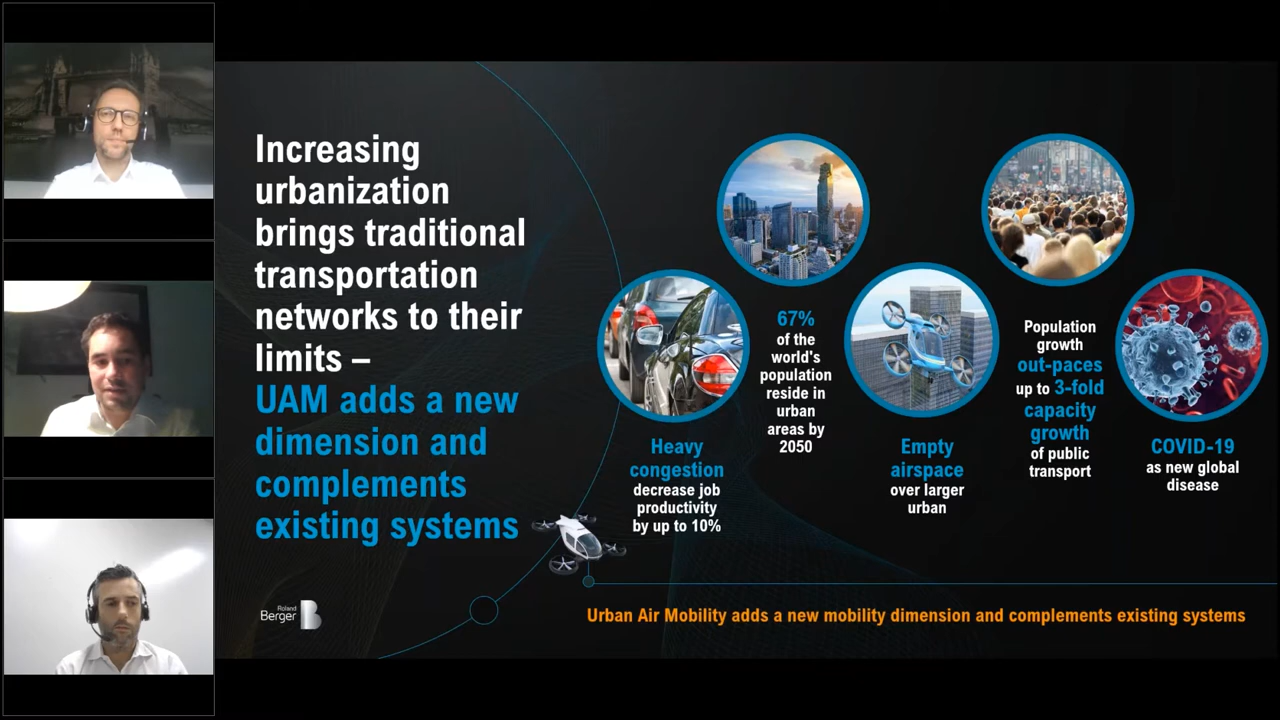 Increasing
urbanization
brings traditional
transportation
networks to their
limits –
UAM adds a new
dimension and
complements
existing systems
Heavy
congestion
decrease job
productivity
by up to 10%
67%
of the
world's
population
reside in
urban
areas by
2050
Empty
airspace
over larger
urban
Population
growth
out-paces
up to 3-fold
capacity
growth
of public
transport
COVID-19
as new global
disease
Roland
Berger
B
Urban Air Mobility adds a new mobility dimension and complements existing systems